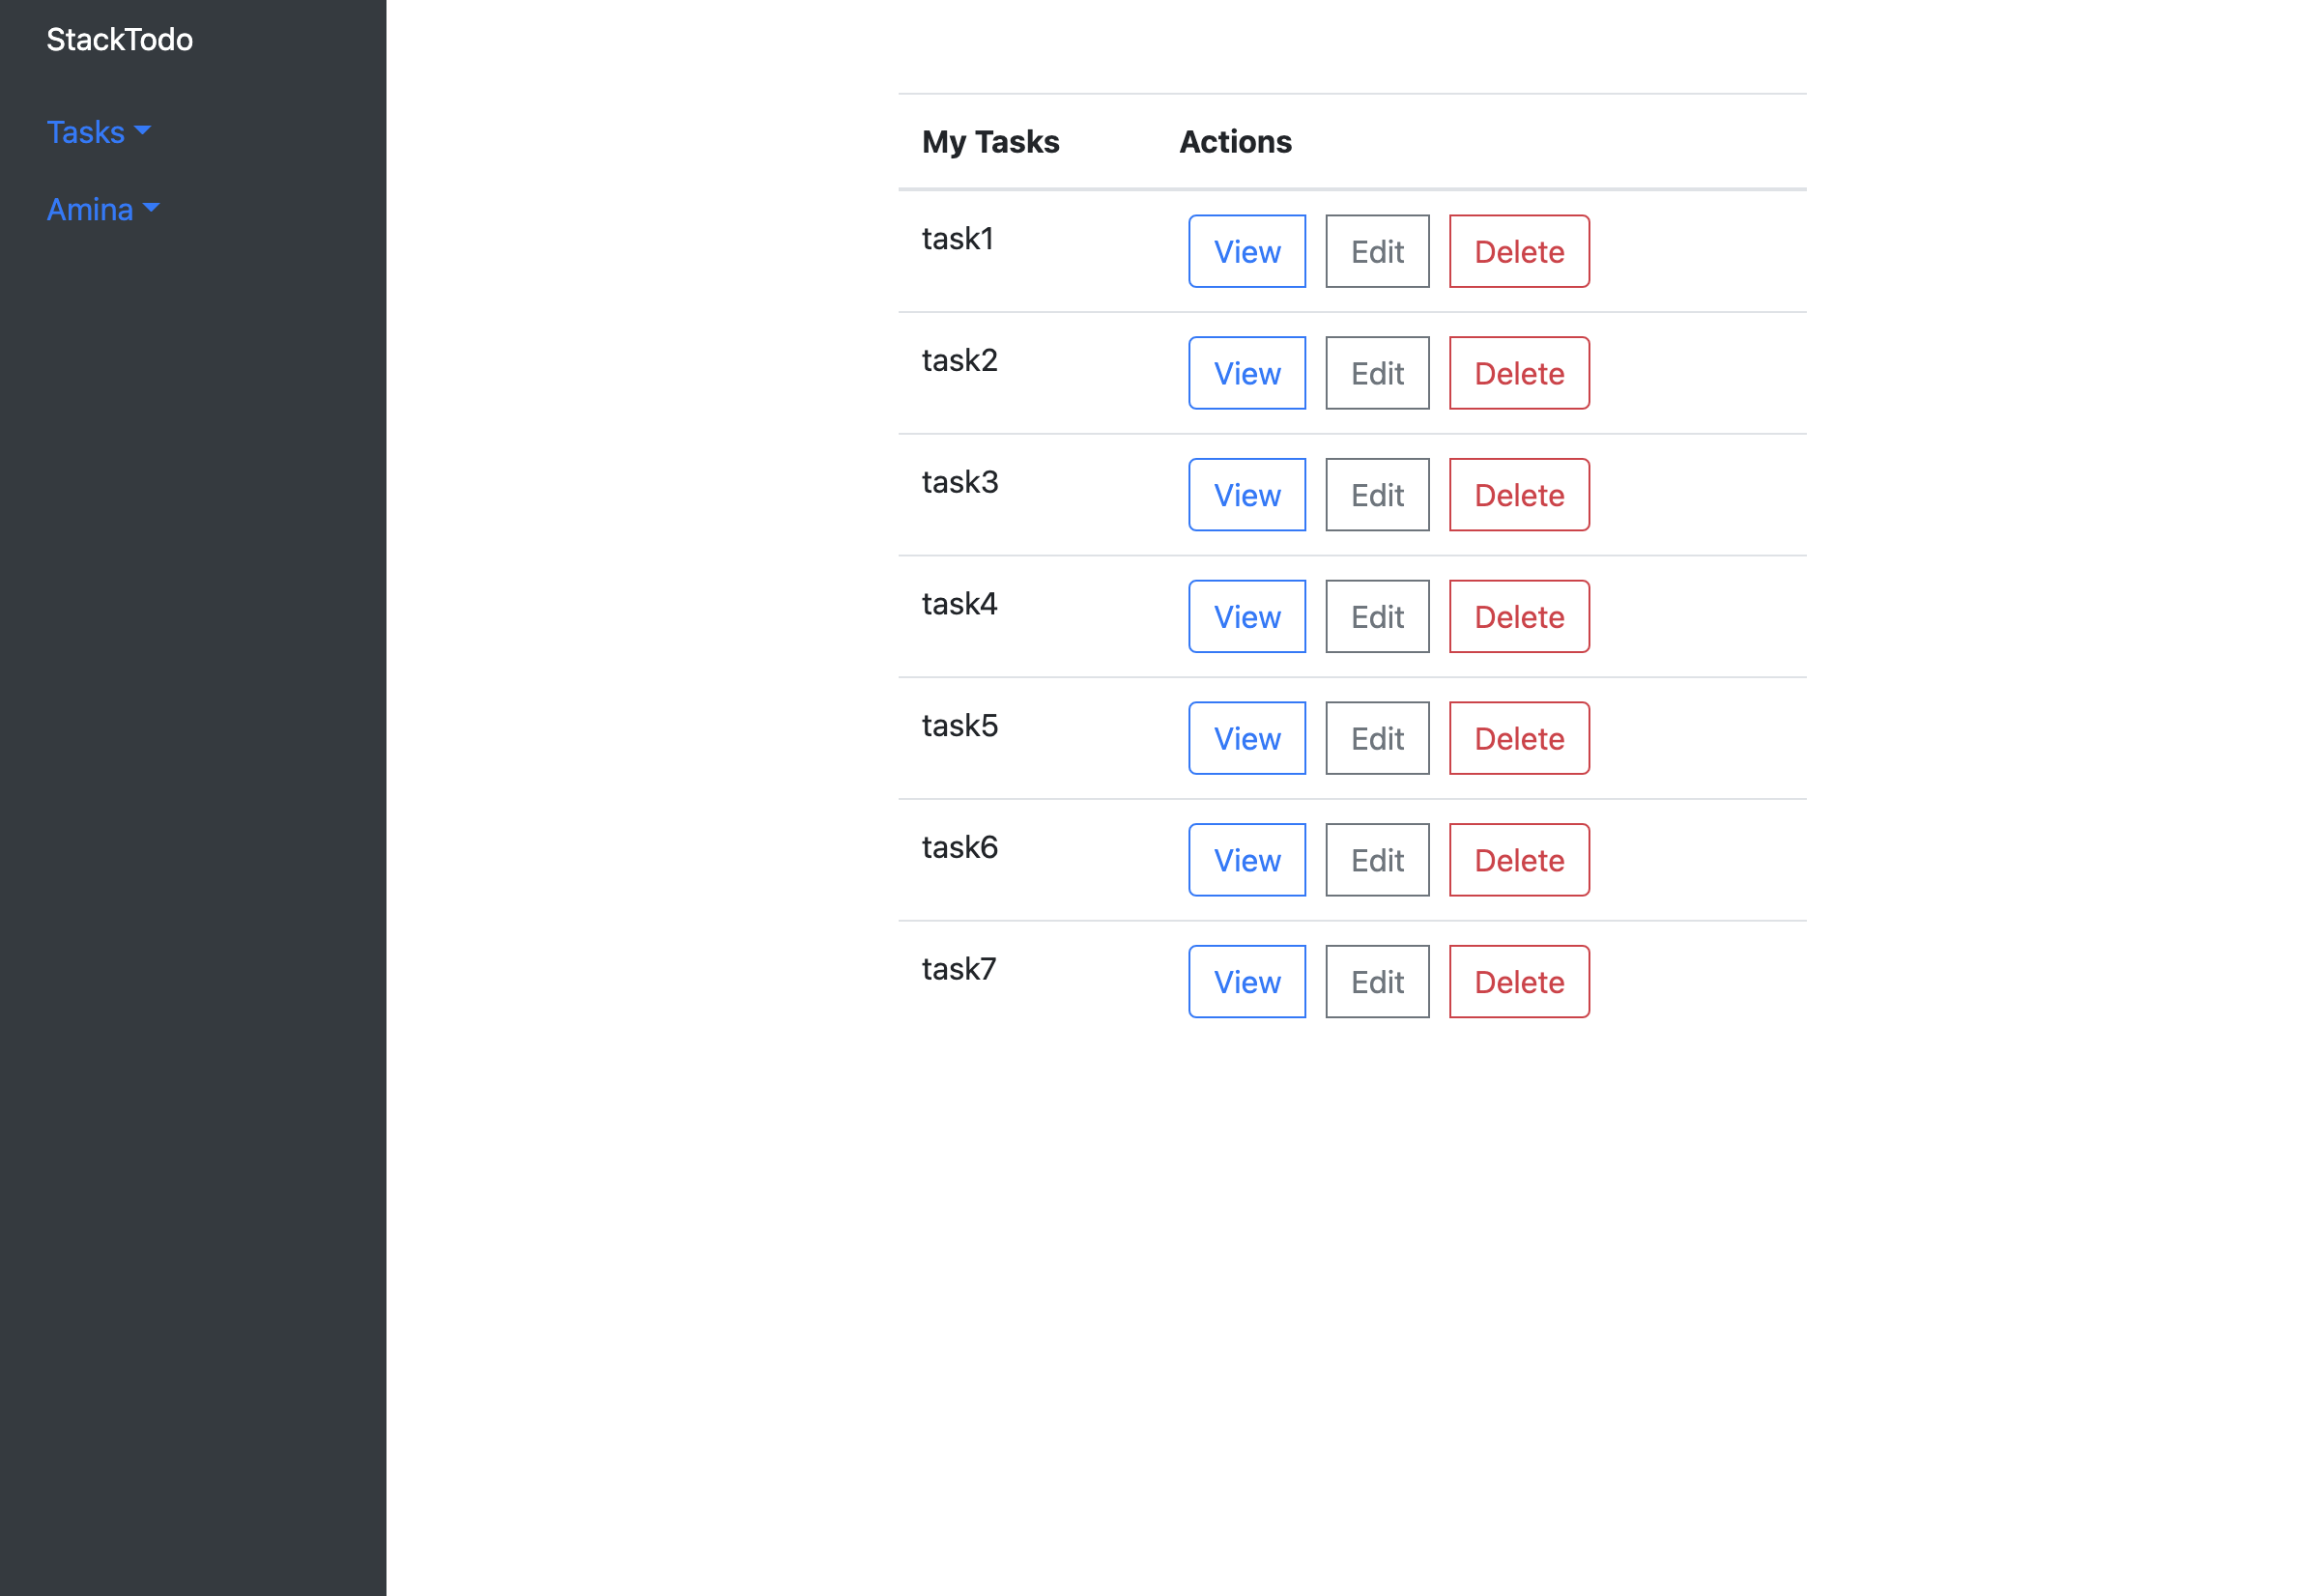 StackTodo
Tasks
Amina
My Tasks Actions
task1 View Edit Delete
task2 View Edit Delete
task3 View Edit Delete
task4 View Edit Delete
task5 View Edit Delete
task6 View Edit Delete
task7 View Edit Delete